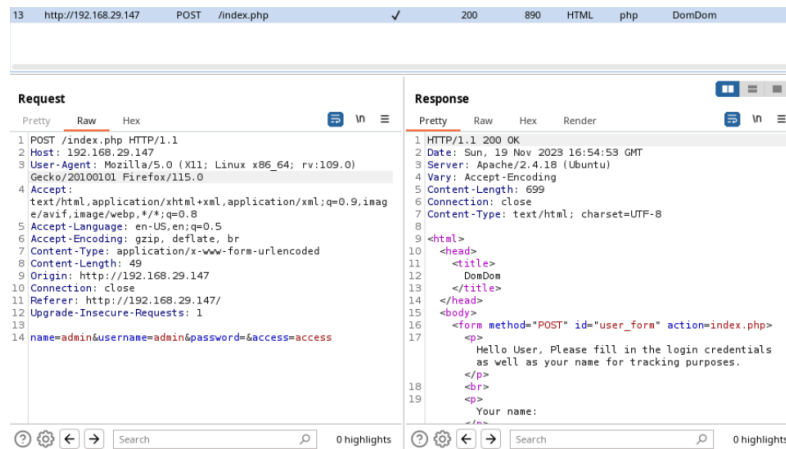 13 http://192.168.29.147 POST /index.php ✓ 200 890 HTML php DomDom
Request
Pretty Raw Hex
\n
1 POST /index.php HTTP/1.1
2 Host: 192.168.29.147
3 User-Agent: Mozilla/5.0 (X11; Linux x86_64; rv:109.0)
Gecko/20100101 Firefox/115.0
4 Accept:
text/html,application/xhtml+xml,application/xml;q=0.9,imag
e/avif,image/webp,*/*;q=0.8
5 Accept-Language: en-US,en;q=0.5
6 Accept-Encoding: gzip, deflate, br
7 Content-Type: application/x-www-form-urlencoded
8 Content-Length: 49
9 Origin: http://192.168.29.147
10 Connection: close
11 Referer: http://192.168.29.147/
12 Upgrade-Insecure-Requests: 1
13
14 name=admin&username=admin&password=&access=access
Search
0 highlights
Response
Pretty Raw Hex Render
\n
1 HTTP/1.1 200 OK
2 Date: Sun, 19 Nov 2023 16:54:53 GMT
3 Server: Apache/2.4.18 (Ubuntu)
4 Vary: Accept-Encoding
5 Content-Length: 699
6 Connection: close
7 Content-Type: text/html; charset=UTF-8
8
9 <html>
10 <head>
11 <title>
12 DomDom
13 </title>
14 </head>
15 <body>
16 <form method="POST" id="user_form" action=index.php>
17 <p>
Hello User, Please fill in the login credentials
as well as your name for tracking purposes.
</p>
18 <br>
19 <p>
Your name:
</p>
Search
0 highlights